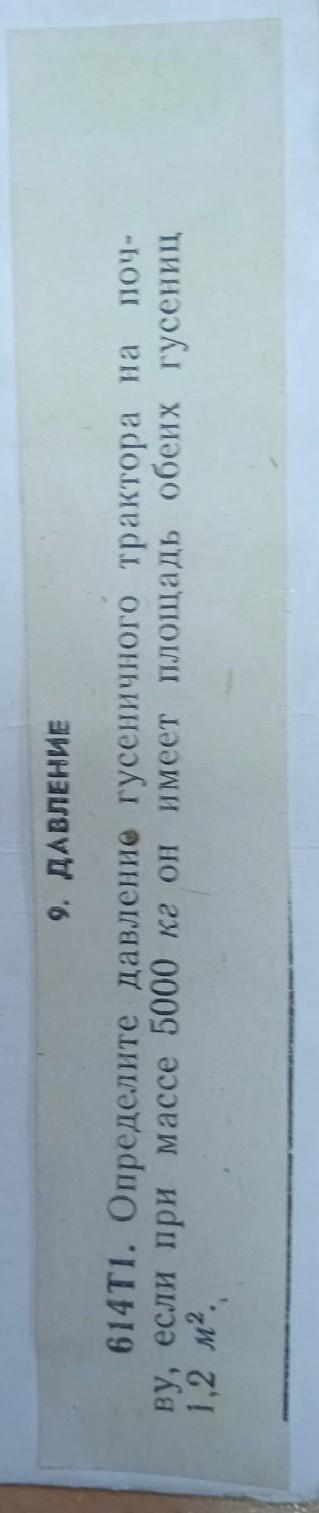 9. ДАВЛЕНИЕ
614Т1. Определите давление гусеничного трактора на поч-
ву, если при массе 5000 кг он имеет площадь обеих гусениц
1,2 м².